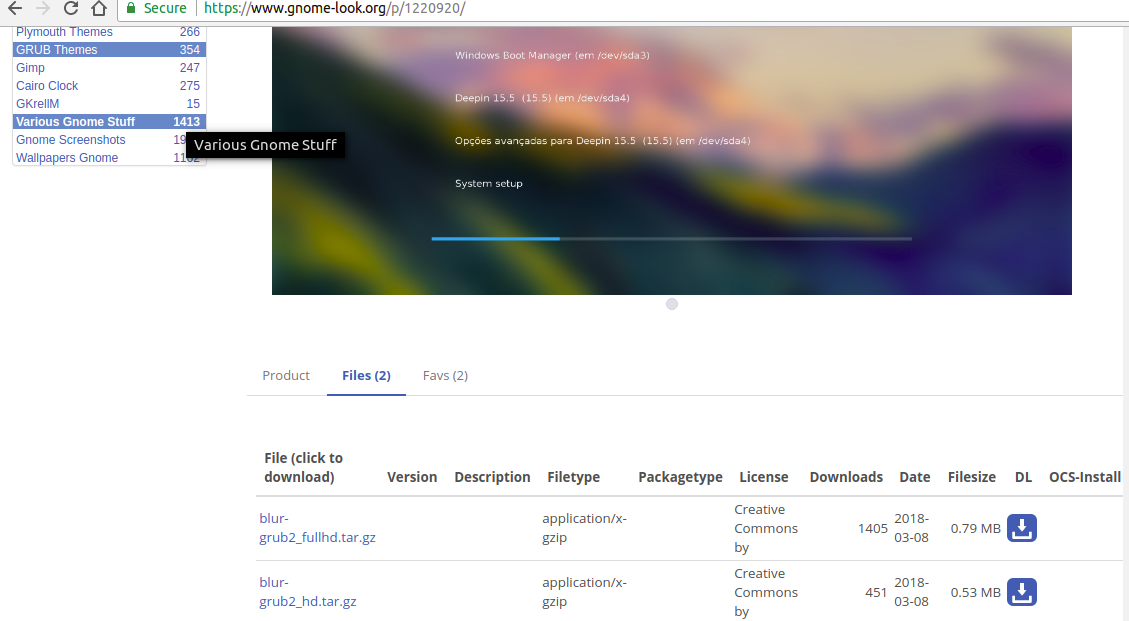 Secure https://www.gnome-look.org/p/1220920/
Plymouth Themes 266
GRUB Themes 354
Gimp 247
Cairo Clock 275
GKrellM 15
Various Gnome Stuff 1413
Gnome Screenshots
Wallpapers Gnome
Various Gnome Stuff
Windows Boot Manager (em /dev/sda3)
Deepin 15.5 (15.5) (em /dev/sda4)
Opções avançadas para Deepin 15.5 (15.5) (em /dev/sda4)
System setup
Product Files (2) Favs (2)
File (click to
download) Version Description Filetype Packagetype License Downloads Date Filesize DL OCS-Install
blur-
grub2_fullhd.tar.gz
application/x-
gzip
Creative
Commons
by
1405
2018-
03-08
0.79 MB
blur-
grub2_hd.tar.gz
application/x-
gzip
Creative
Commons
by
451
2018-
03-08
0.53 MB